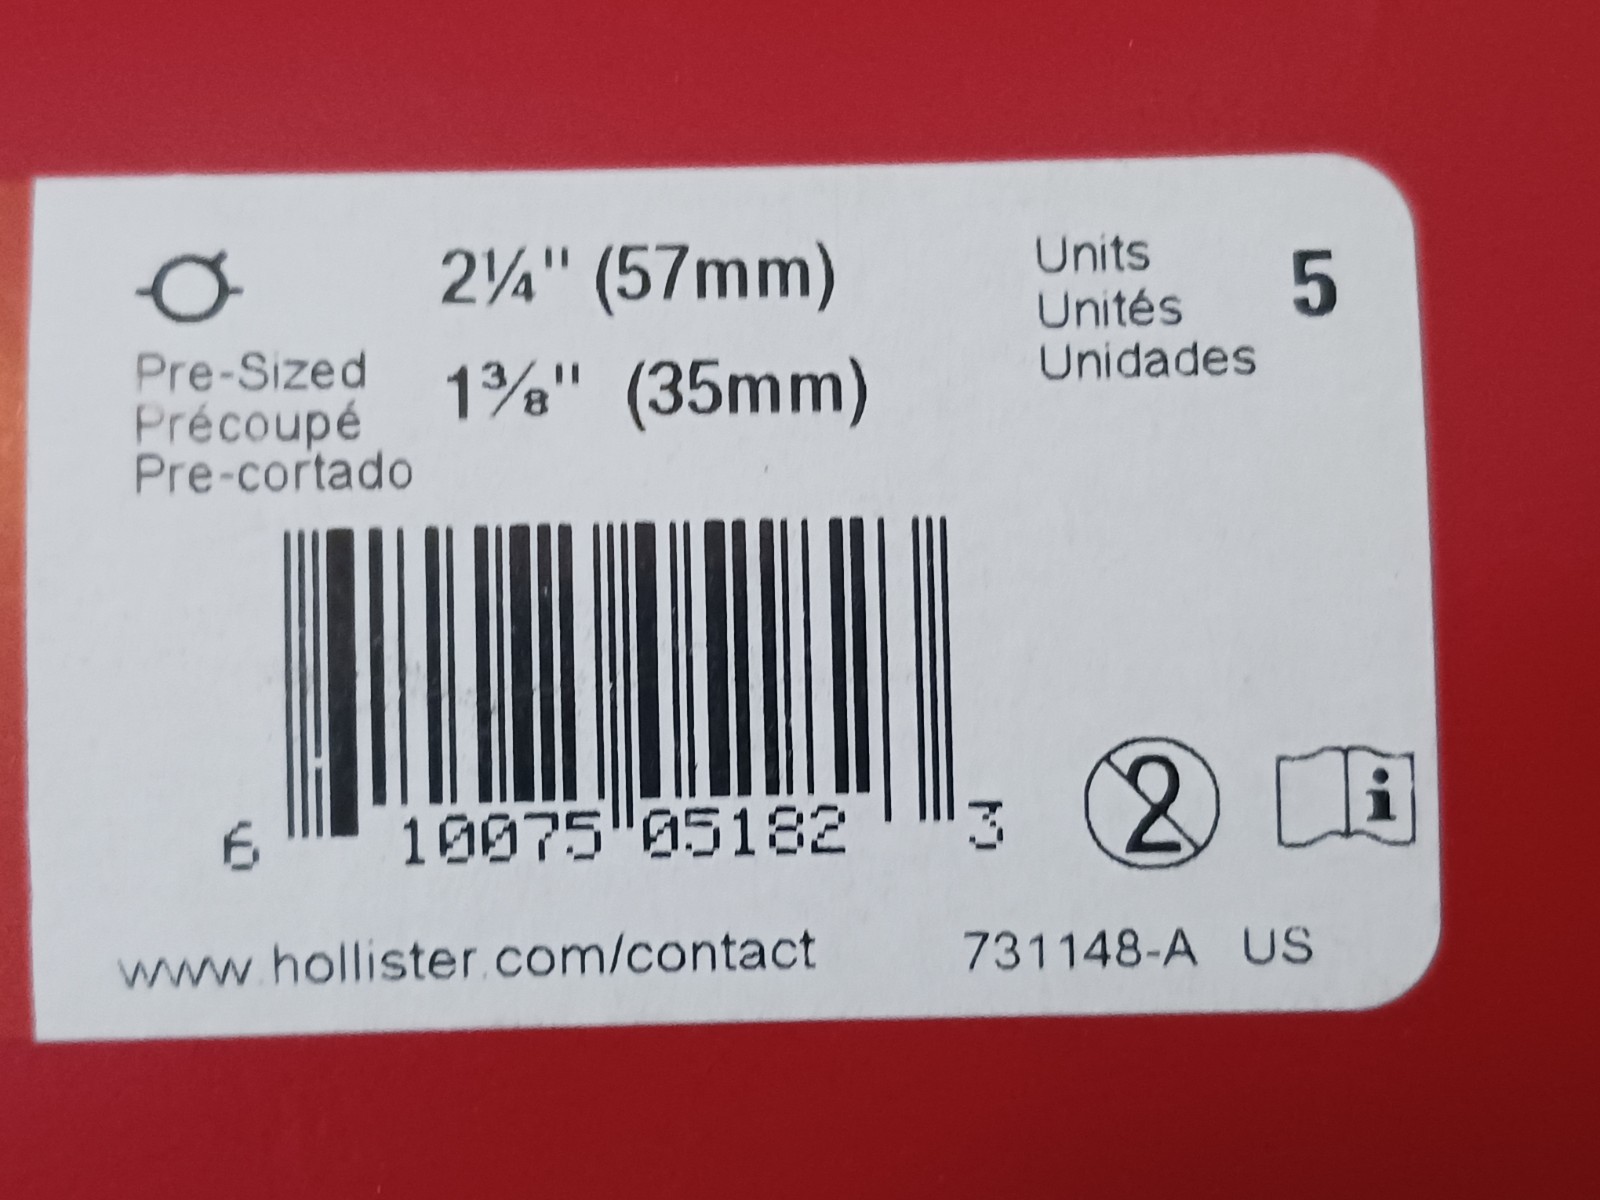 2¼" (57mm)
Pre-Sized
Précoupé
Pre-cortado
1⅜" (35mm)
Units
Unités
Unidades
5
6 10075 05182 3
2
i
www.hollister.com/contact
731148-A US